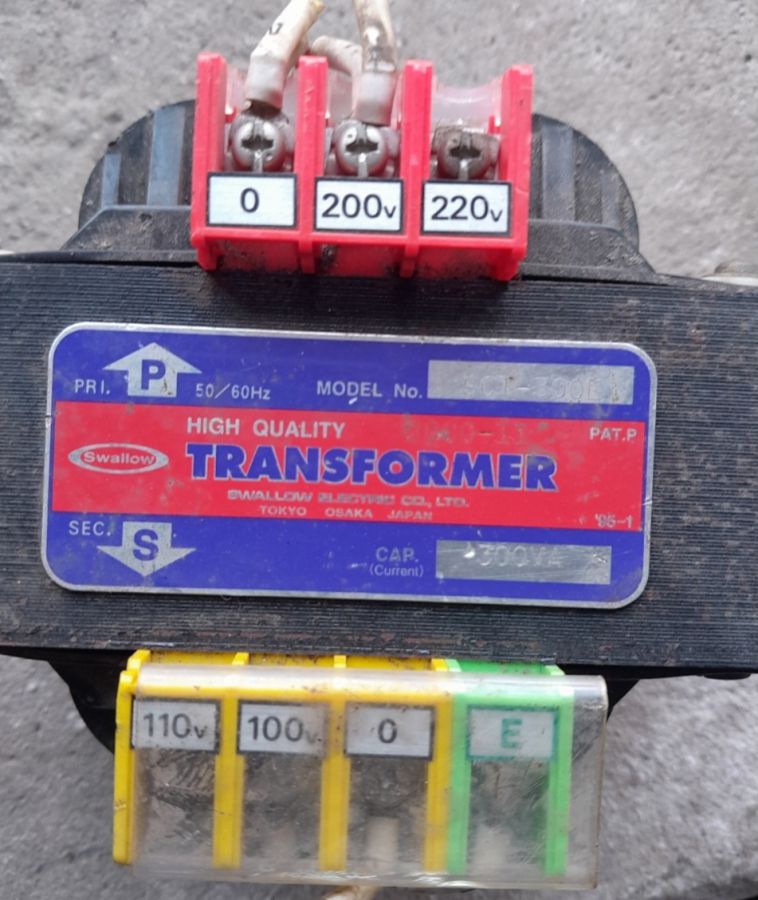 0 200v 220v
P
PRI. 50/60Hz MODEL No.
HIGH QUALITY PAT.P
Swallow TRANSFORMER
SWALLOW ELECTRIC CO., LTD.
TOKYO OSAKA JAPAN '95-1
SEC. S
CAP. 300VA
(Current)
110v 100v 0 E